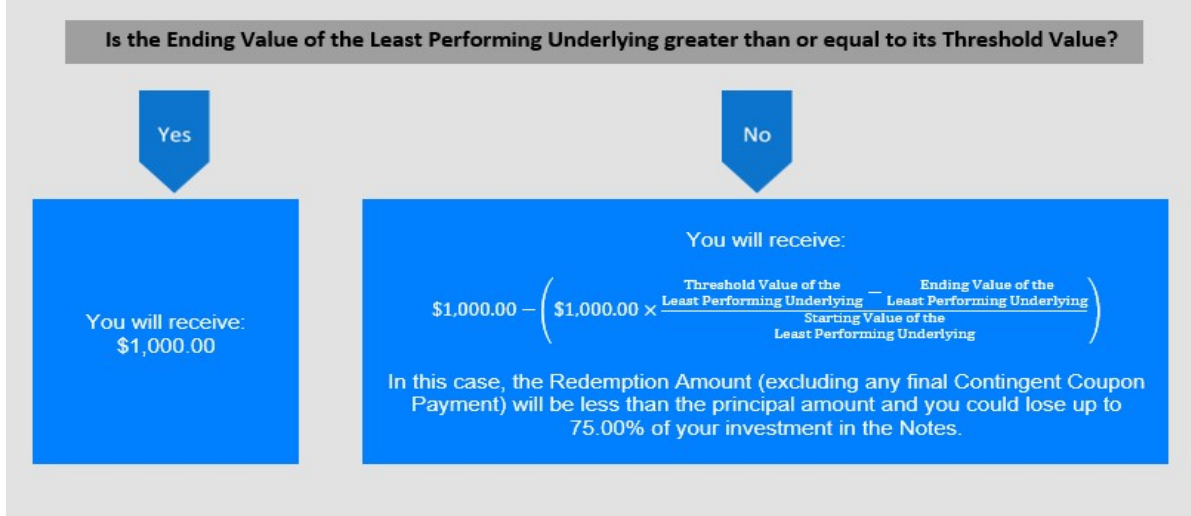 Is the Ending Value of the Least Performing Underlying greater than or equal to its Threshold Value?
Yes
No
You will receive:
$1,000.00
You will receive:
$1,000.00 − ($1,000.00 × (Threshold Value of the Least Performing Underlying − Ending Value of the Least Performing Underlying) / Starting Value of the Least Performing Underlying)
In this case, the Redemption Amount (excluding any final Contingent Coupon
Payment) will be less than the principal amount and you could lose up to
75.00% of your investment in the Notes.